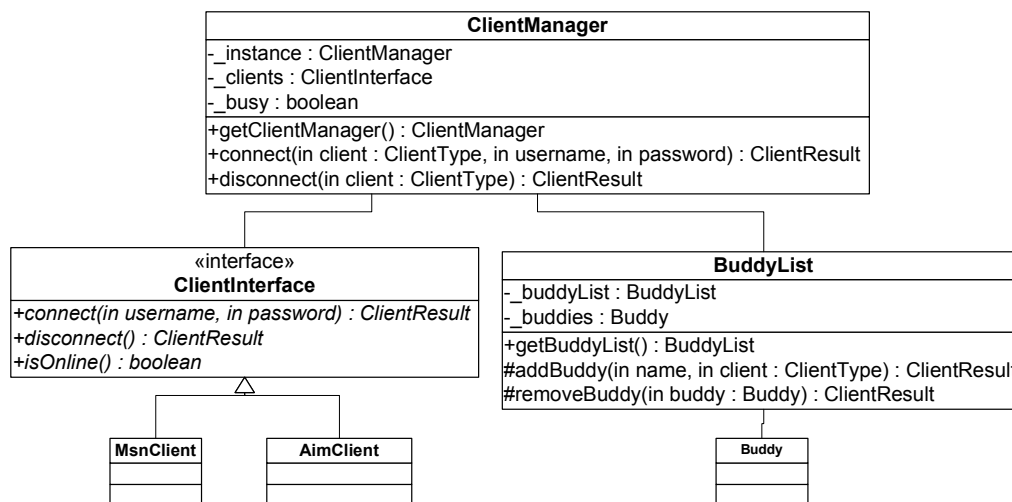 ClientManager
-_instance : ClientManager
-_clients : ClientInterface
-_busy : boolean
+getClientManager() : ClientManager
+connect(in client : ClientType, in username, in password) : ClientResult
+disconnect(in client : ClientType) : ClientResult
«interface»
ClientInterface
+connect(in username, in password) : ClientResult
+disconnect() : ClientResult
+isOnline() : boolean
BuddyList
-_buddyList : BuddyList
-_buddies : Buddy
+getBuddyList() : BuddyList
#addBuddy(in name, in client : ClientType) : ClientResult
#removeBuddy(in buddy : Buddy) : ClientResult
MsnClient
AimClient
Buddy